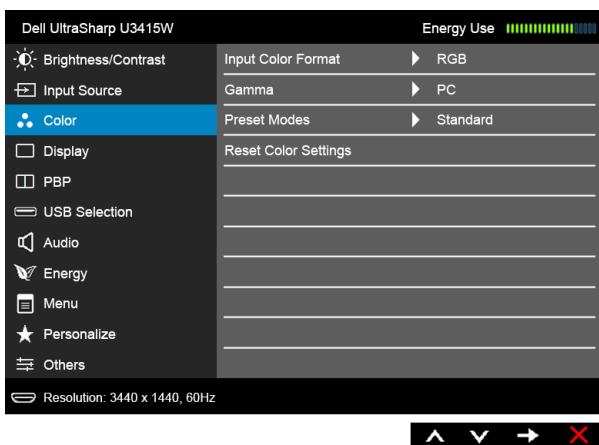 Dell UltraSharp U3415W Energy Use
Brightness/Contrast Input Color Format RGB
Input Source Gamma PC
Color Preset Modes Standard
Display Reset Color Settings
PBP
USB Selection
Audio
Energy
Menu
Personalize
Others
Resolution: 3440 x 1440, 60Hz